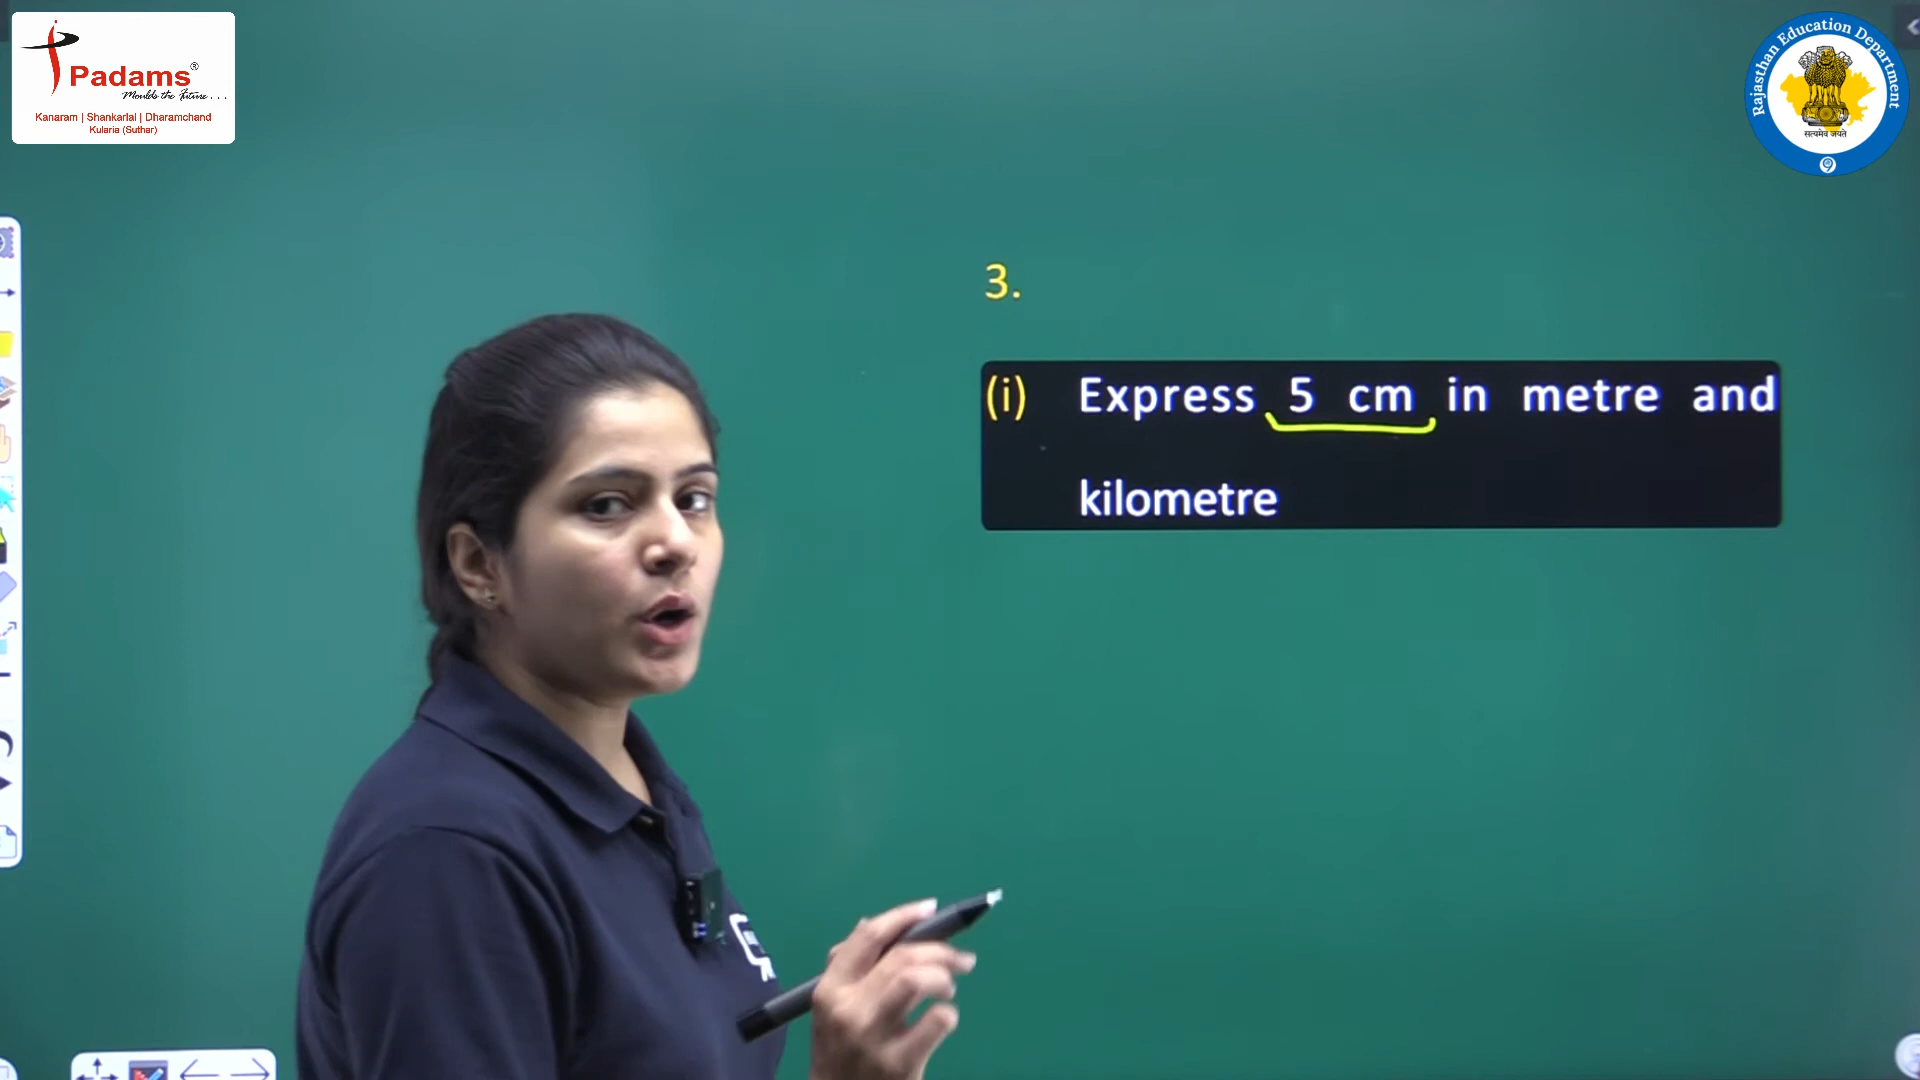 Padams®
Moulds the Future...
Kanaram | Shankarlal | Dharamchand
Kularia (Suthar)
Rajasthan Education Department
सत्यमेव जयते
3.
(i) Express 5 cm in metre and
kilometre